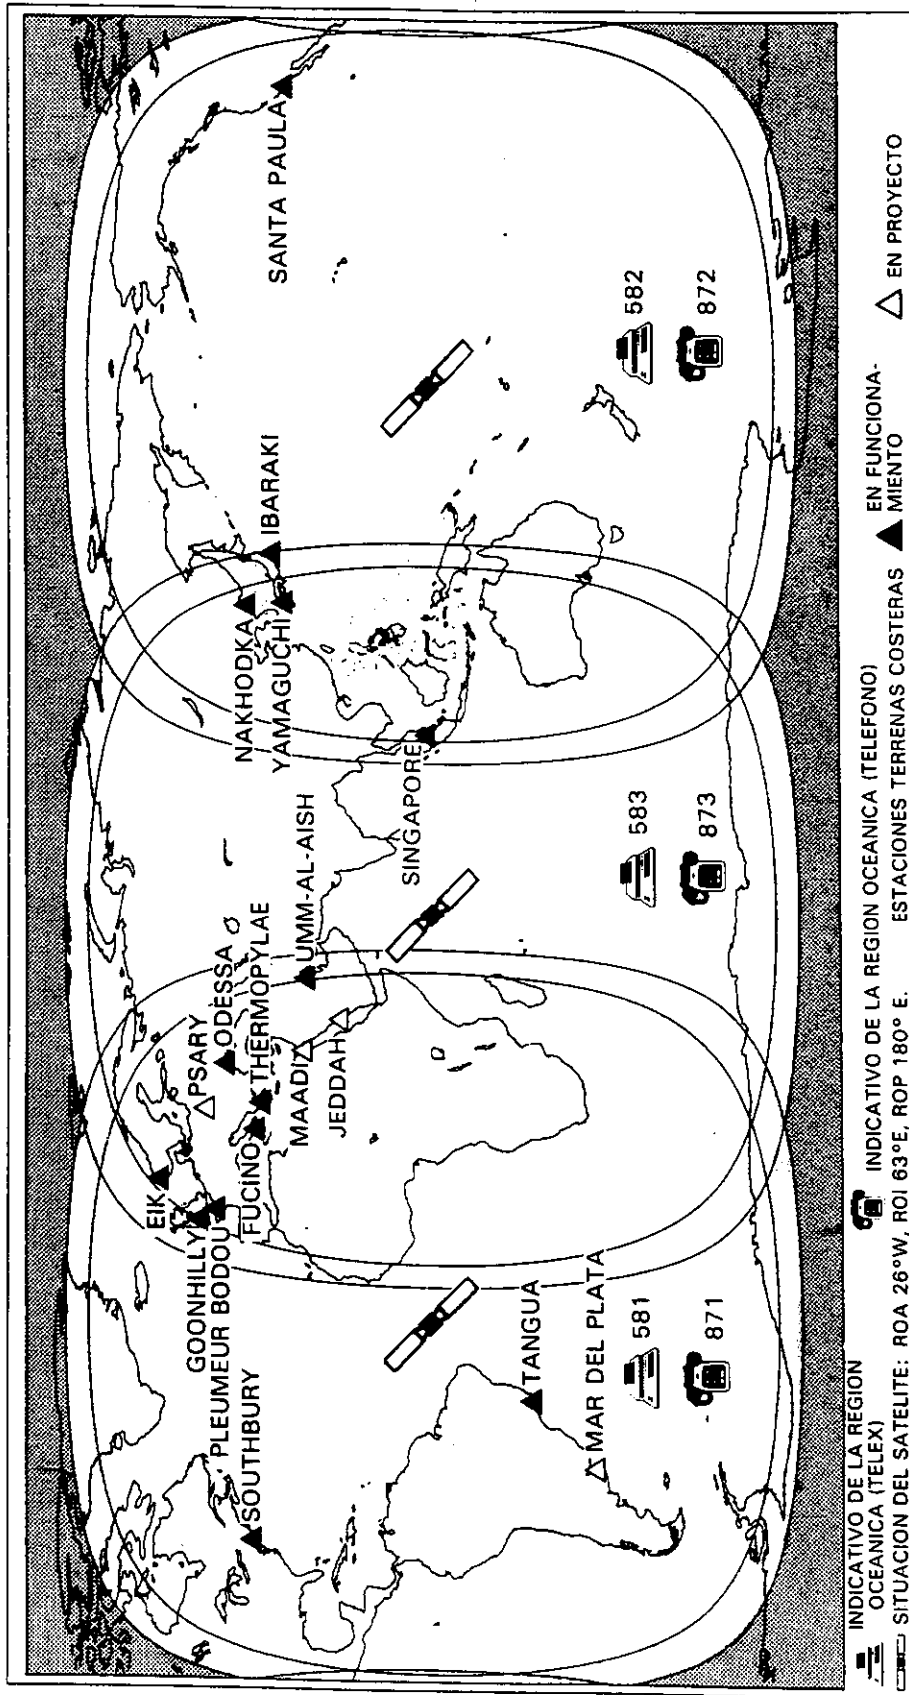 EIK
GOONHILLY
PLEUMEUR BODOU
SOUTHBURY
PSARY
ODESSA
FUCINO
THERMOPYLAE
MAADI
JEDDAH
UMM-AL-AISH
SINGAPORE
NAKHODKA
YAMAGUCHI
IBARAKI
SANTA PAULA
TANGUA
MAR DEL PLATA
581
871
583
873
582
872
INDICATIVO DE LA REGION
OCEANICA (TELEX)
INDICATIVO DE LA REGION OCEANICA (TELEFONO)
SITUACION DEL SATELITE: ROA 26°W, ROI 63°E, ROP 180° E.
ESTACIONES TERRENAS COSTERAS
EN FUNCIONA-
MIENTO
EN PROYECTO